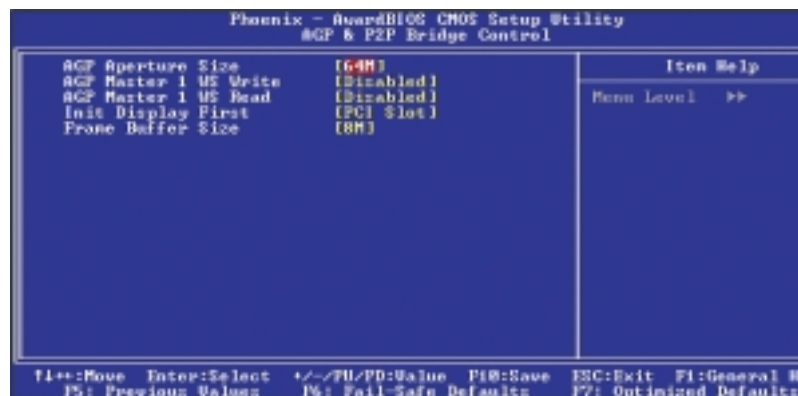 Phoenix - AwardBIOS CMOS Setup Utility
AGP & P2P Bridge Control
AGP Aperture Size [64M]
AGP Master 1 WS Write [Disabled]
AGP Master 1 WS Read [Disabled]
Init Display First [PCI Slot]
Frame Buffer Size [8M]
Item Help
Menu Level ▶▶
↑↓←→:Move Enter:Select +/-/PU/PD:Value F10:Save ESC:Exit F1:General H
F5: Previous Values F6: Fail-Safe Defaults F7: Optimized Defaults